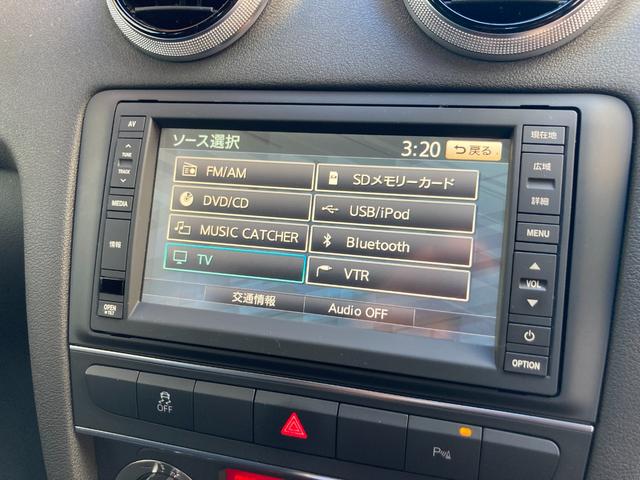 AV
TUNE
TRACK
MEDIA
情報
OPEN
ソース選択
3:20
戻る
FM/AM
SDメモリーカード
DVD/CD
USB/iPod
MUSIC CATCHER
Bluetooth
TV
VTR
交通情報
Audio OFF
現在地
広域
詳細
MENU
VOL
OPTION
OFF
P